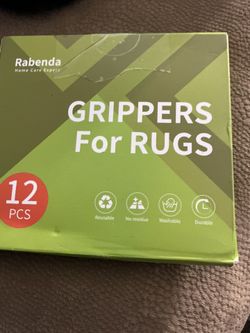 Rabenda
Home Care Expert
GRIPPERS
For RUGS
12
PCS
Reusable
No residue
Washable
Durable